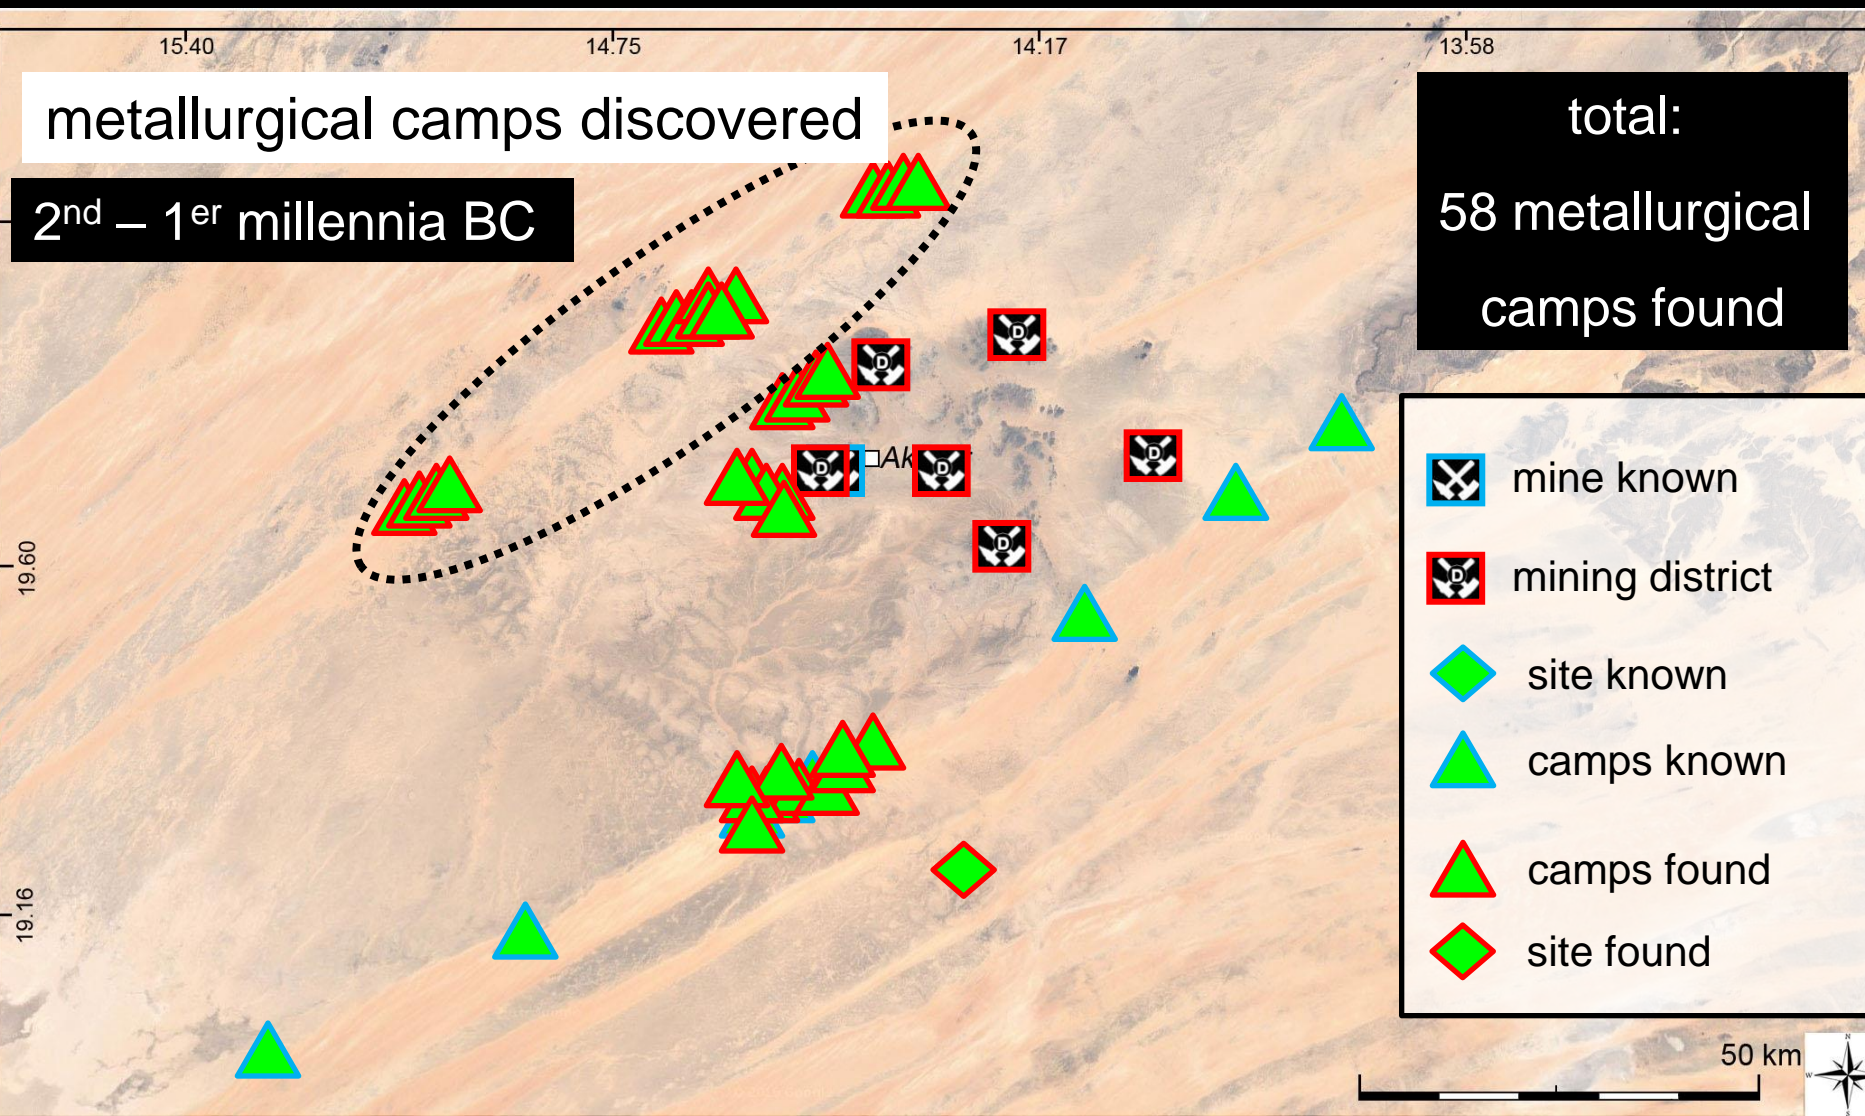 15.40
14.75
14.17
13.58
metallurgical camps discovered
2nd – 1er millennia BC
total:
58 metallurgical
camps found
19.60
19.16
mine known
mining district
site known
camps known
camps found
site found
50 km
N
W
S
D
D
D
D
D
D
D